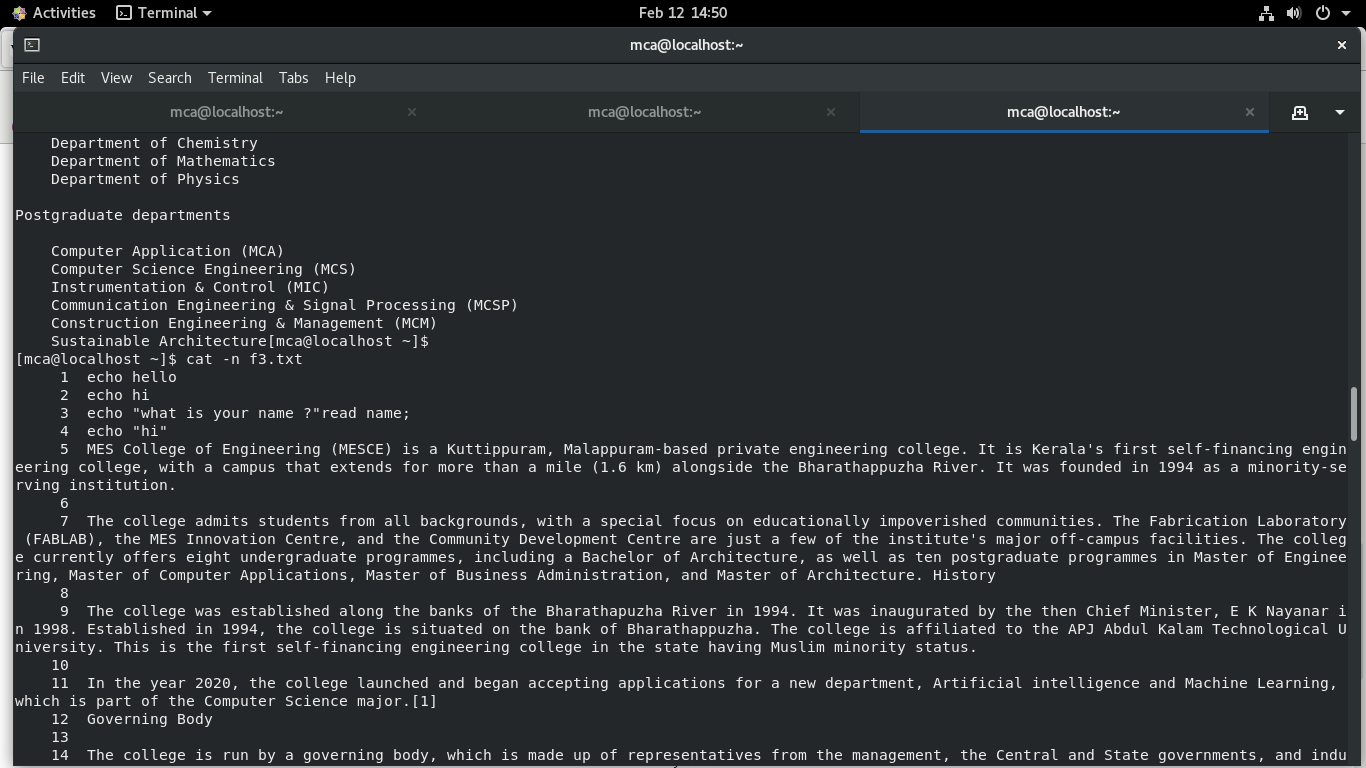 Activities Terminal Feb 12 14:50
mca@localhost:~
File Edit View Search Terminal Tabs Help
mca@localhost:~ mca@localhost:~ mca@localhost:~
Department of Chemistry
Department of Mathematics
Department of Physics
Postgraduate departments
Computer Application (MCA)
Computer Science Engineering (MCS)
Instrumentation & Control (MIC)
Communication Engineering & Signal Processing (MCSP)
Construction Engineering & Management (MCM)
Sustainable Architecture[mca@localhost ~]$
[mca@localhost ~]$ cat -n f3.txt
1 echo hello
2 echo hi
3 echo "what is your name ?"read name;
4 echo "hi"
5 MES College of Engineering (MESCE) is a Kuttippuram, Malappuram-based private engineering college. It is Kerala's first self-financing engin
eering college, with a campus that extends for more than a mile (1.6 km) alongside the Bharathappuzha River. It was founded in 1994 as a minority-se
rving institution.
6
7 The college admits students from all backgrounds, with a special focus on educationally impoverished communities. The Fabrication Laboratory
(FABLAB), the MES Innovation Centre, and the Community Development Centre are just a few of the institute's major off-campus facilities. The colleg
e currently offers eight undergraduate programmes, including a Bachelor of Architecture, as well as ten postgraduate programmes in Master of Enginee
ring, Master of Computer Applications, Master of Business Administration, and Master of Architecture. History
8
9 The college was established along the banks of the Bharathapuzha River in 1994. It was inaugurated by the then Chief Minister, E K Nayanar i
n 1998. Established in 1994, the college is situated on the bank of Bharathappuzha. The college is affiliated to the APJ Abdul Kalam Technological U
niversity. This is the first self-financing engineering college in the state having Muslim minority status.
10
11 In the year 2020, the college launched and began accepting applications for a new department, Artificial intelligence and Machine Learning,
which is part of the Computer Science major.[1]
12 Governing Body
13
14 The college is run by a governing body, which is made up of representatives from the management, the Central and State governments, and indu